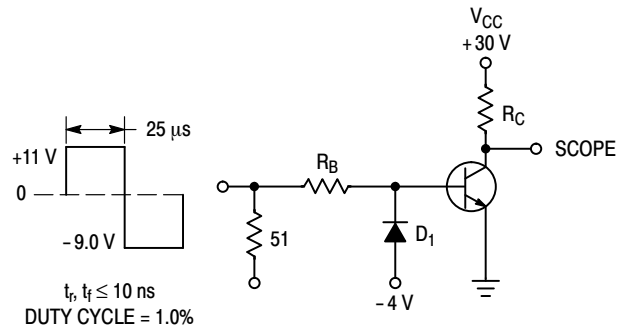 V_CC
+30 V
R_C
SCOPE
25 μs
+11 V
0
R_B
51
D_1
-9.0 V
-4 V
t_r, t_f ≤ 10 ns
DUTY CYCLE = 1.0%